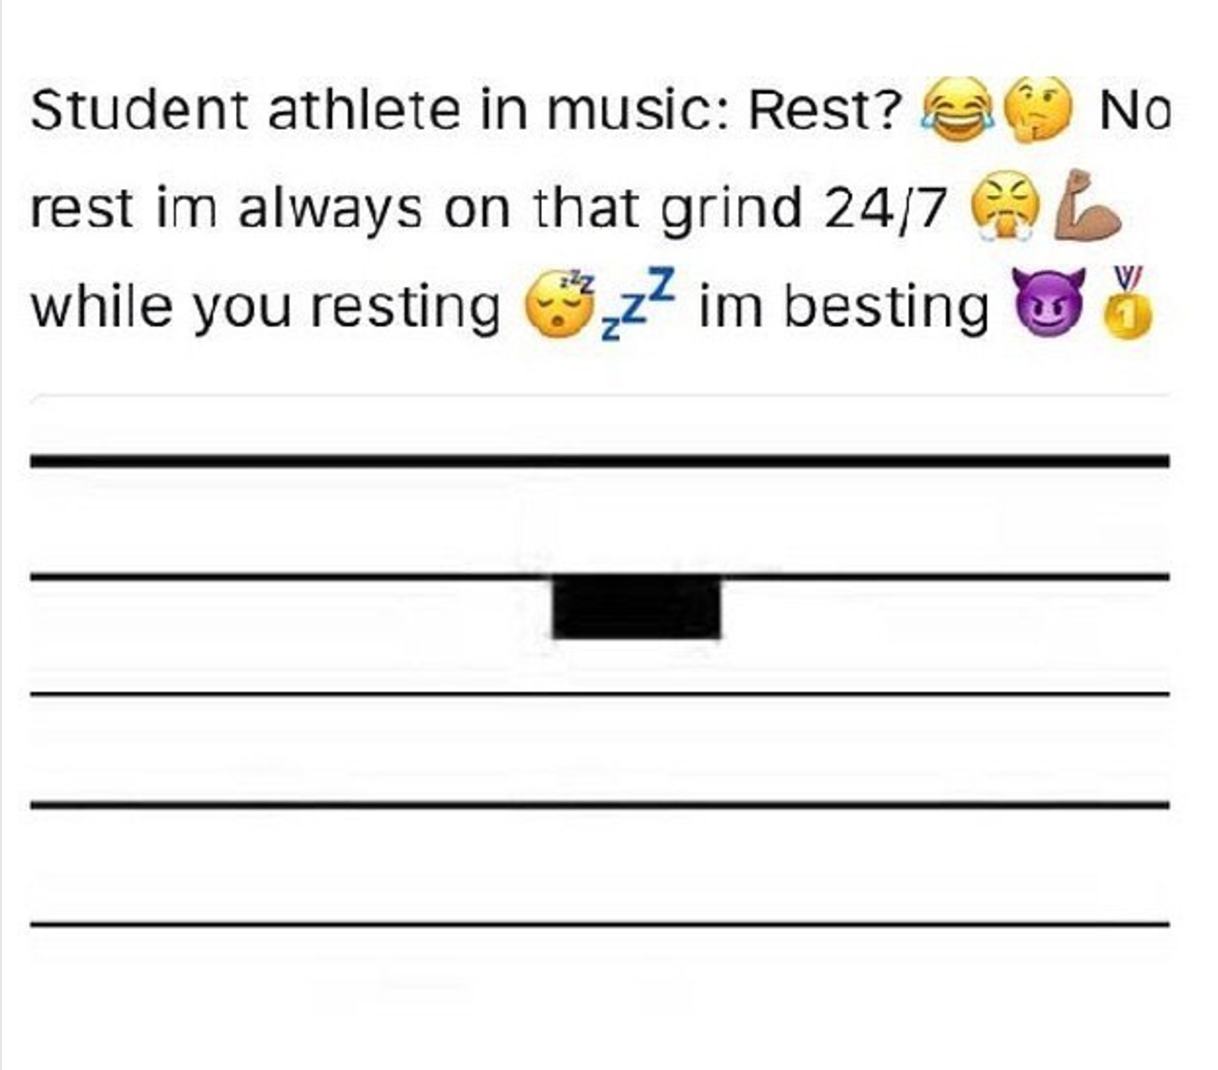 Student athlete in music: Rest? 😂🤔 No
rest im always on that grind 24/7 😤💪🏽
while you resting 😴💤 im besting 😈🏅